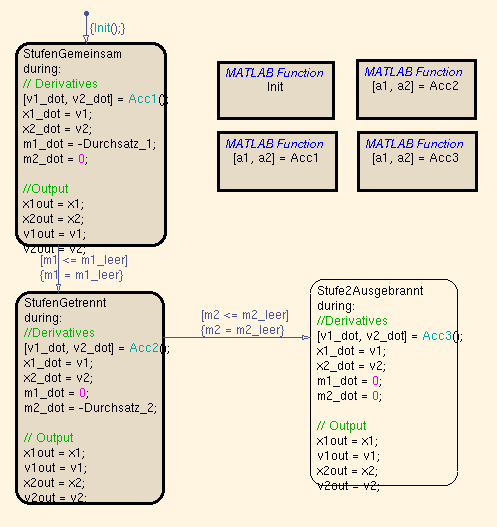 {Init();}
StufenGemeinsam
during:
// Derivatives
[v1_dot, v2_dot] = Acc1();
x1_dot = v1;
x2_dot = v2;
m1_dot = -Durchsatz_1;
m2_dot = 0;
//Output
x1out = x1;
x2out = x2;
v1out = v1;
v2out = v2;
MATLAB Function
Init
MATLAB Function
[a1, a2] = Acc2
MATLAB Function
[a1, a2] = Acc1
MATLAB Function
[a1, a2] = Acc3
[m1 <= m1_leer]
{m1 = m1_leer}
StufenGetrennt
during:
//Derivatives
[v1_dot, v2_dot] = Acc2();
x1_dot = v1;
x2_dot = v2;
m1_dot = 0;
m2_dot = -Durchsatz_2;
// Output
x1out = x1;
v1out = v1;
x2out = x2;
v2out = v2;
[m2 <= m2_leer]
{m2 = m2_leer}
Stufe2Ausgebrannt
during:
//Derivatives
[v1_dot, v2_dot] = Acc3();
x1_dot = v1;
x2_dot = v2;
m1_dot = 0;
m2_dot = 0;
// Output
x1out = x1;
v1out = v1;
x2out = x2;
v2out = v2;